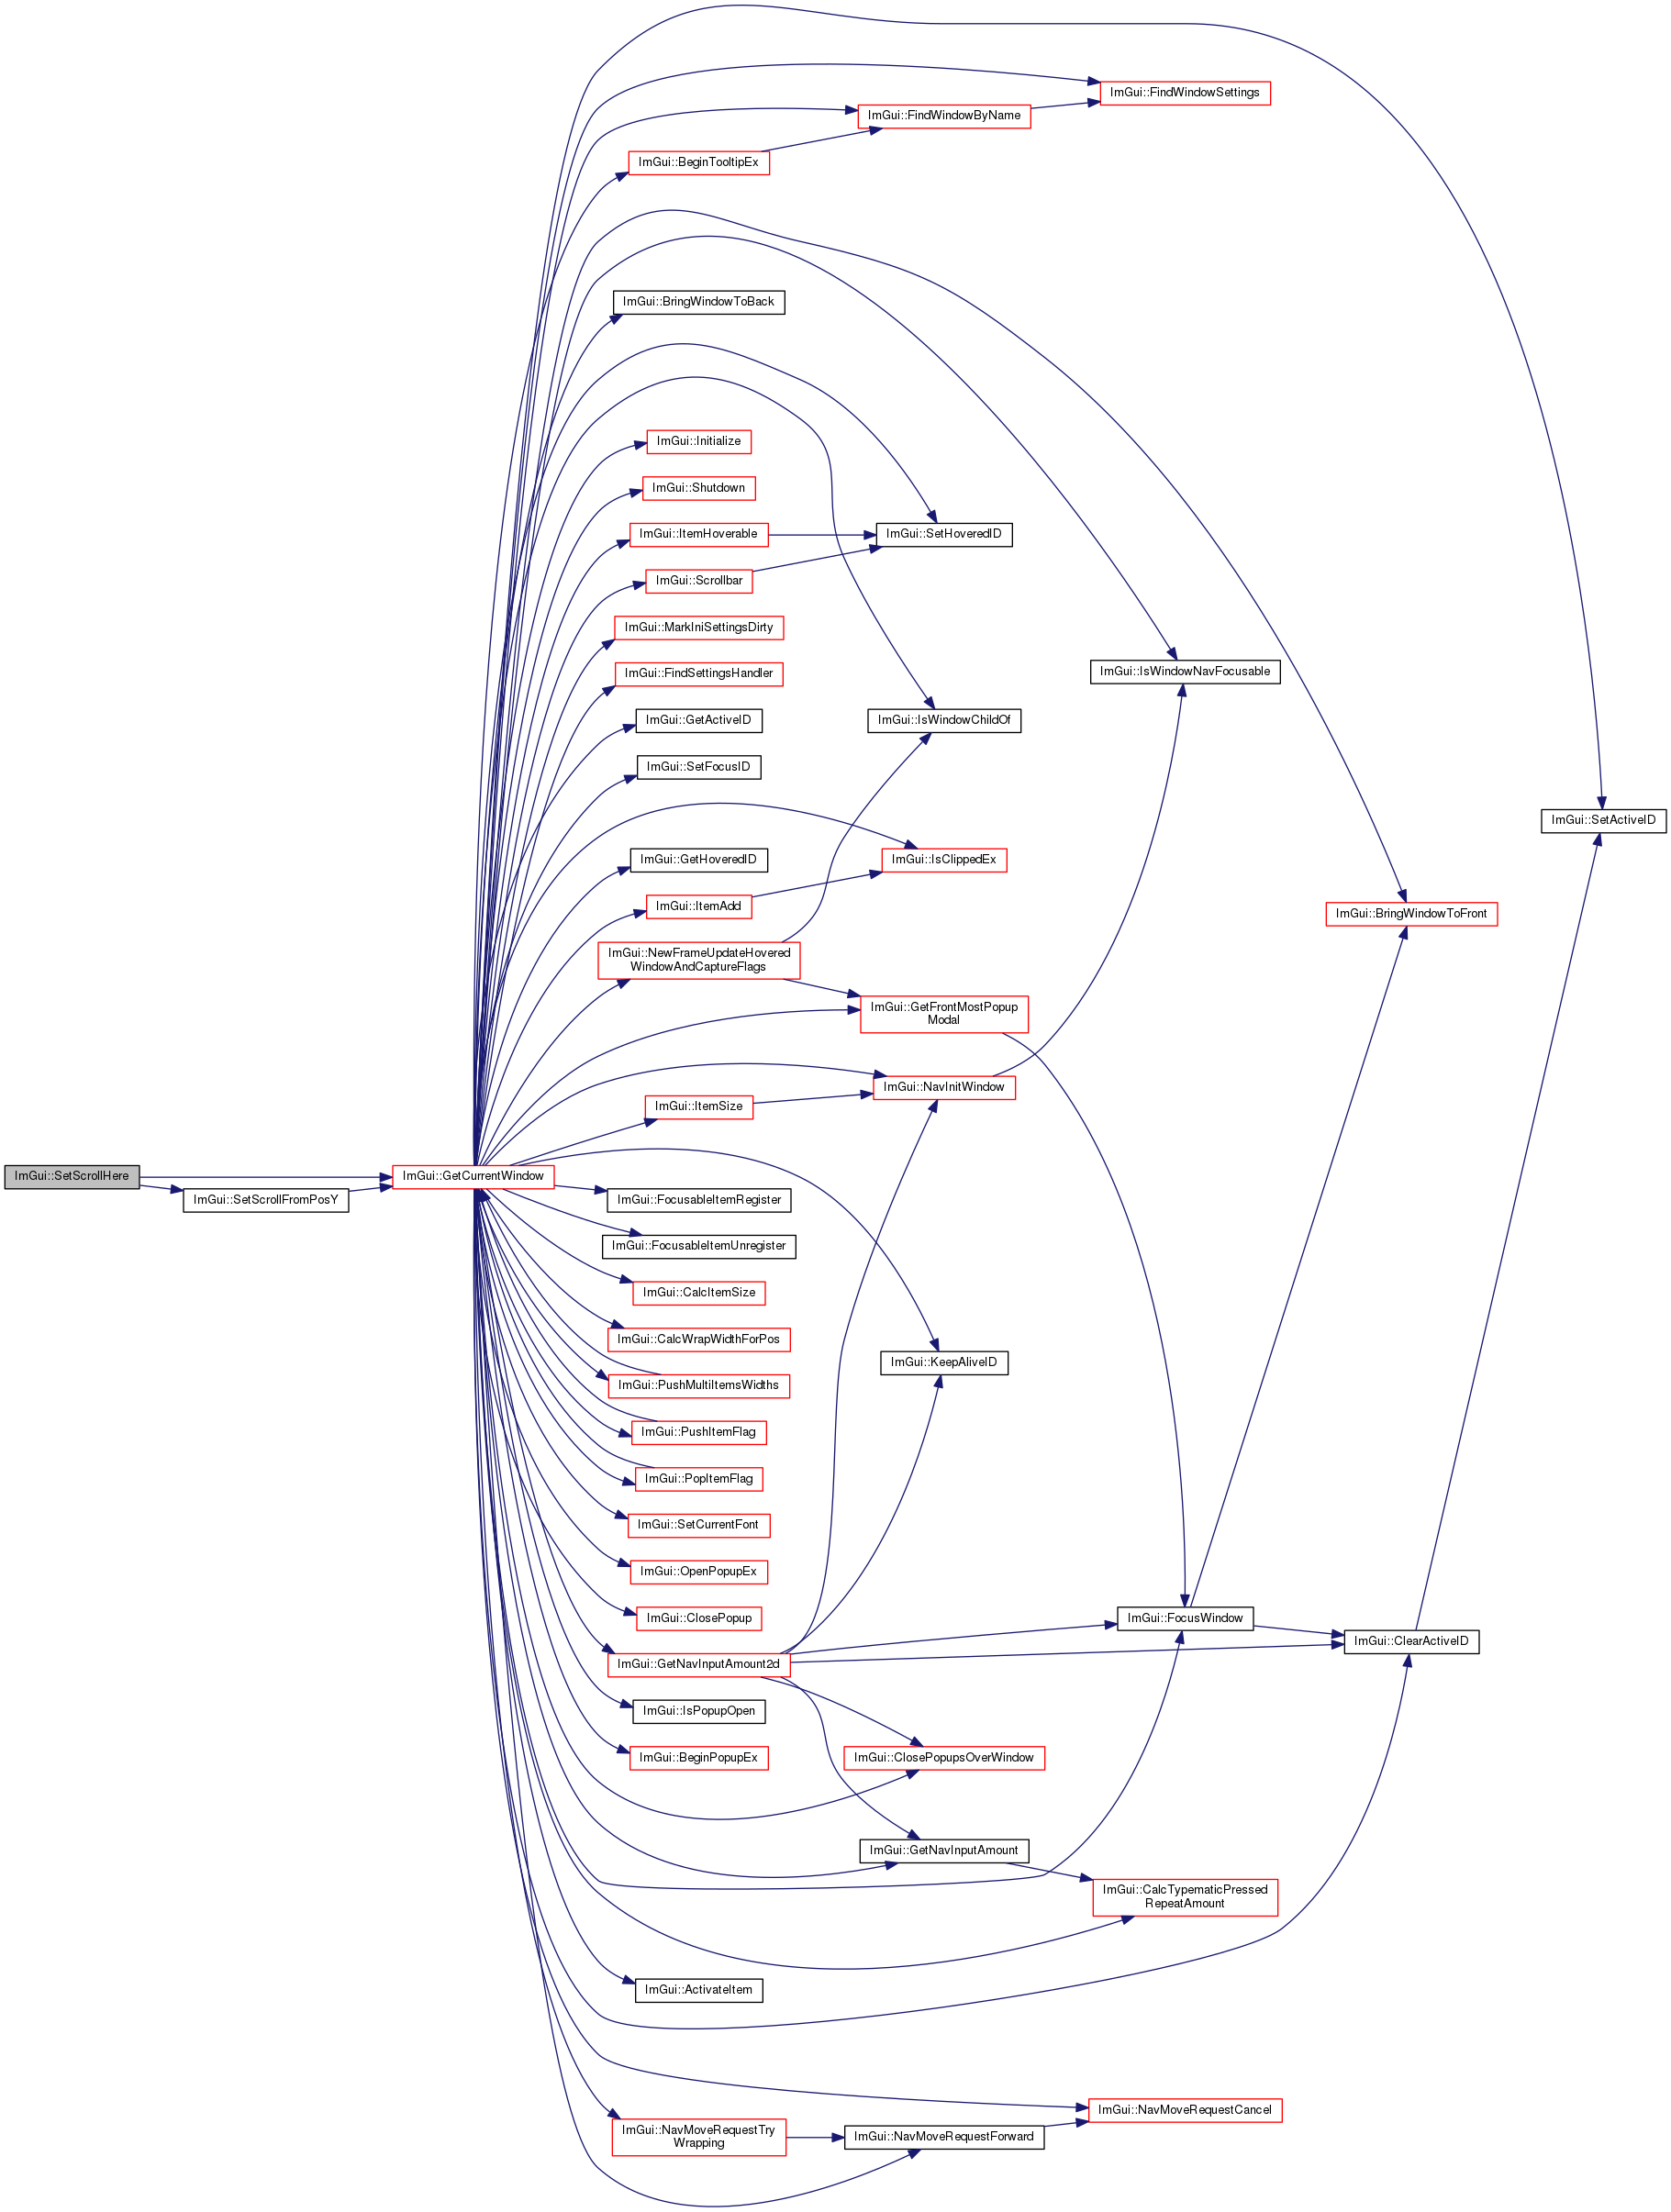 ImGui::FindWindowSettings
ImGui::FindWindowByName
ImGui::BeginTooltipEx
ImGui::BringWindowToBack
ImGui::Initialize
ImGui::Shutdown
ImGui::ItemHoverable
ImGui::SetHoveredID
ImGui::Scrollbar
ImGui::MarkIniSettingsDirty
ImGui::FindSettingsHandler
ImGui::IsWindowNavFocusable
ImGui::GetActiveID
ImGui::IsWindowChildOf
ImGui::SetFocusID
ImGui::SetActiveID
ImGui::GetHoveredID
ImGui::IsClippedEx
ImGui::ItemAdd
ImGui::BringWindowToFront
ImGui::NewFrameUpdateHovered
WindowAndCaptureFlags
ImGui::GetFrontMostPopup
Modal
ImGui::NavInitWindow
ImGui::ItemSize
ImGui::SetScrollHere
ImGui::GetCurrentWindow
ImGui::SetScrollFromPosY
ImGui::FocusableItemRegister
ImGui::FocusableItemUnregister
ImGui::CalcItemSize
ImGui::CalcWrapWidthForPos
ImGui::KeepAliveID
ImGui::PushMultiItemsWidths
ImGui::PushItemFlag
ImGui::PopItemFlag
ImGui::SetCurrentFont
ImGui::OpenPopupEx
ImGui::ClosePopup
ImGui::FocusWindow
ImGui::ClearActiveID
ImGui::GetNavInputAmount2d
ImGui::IsPopupOpen
ImGui::BeginPopupEx
ImGui::ClosePopupsOverWindow
ImGui::GetNavInputAmount
ImGui::CalcTypematicPressed
RepeatAmount
ImGui::ActivateItem
ImGui::NavMoveRequestCancel
ImGui::NavMoveRequestTry
Wrapping
ImGui::NavMoveRequestForward